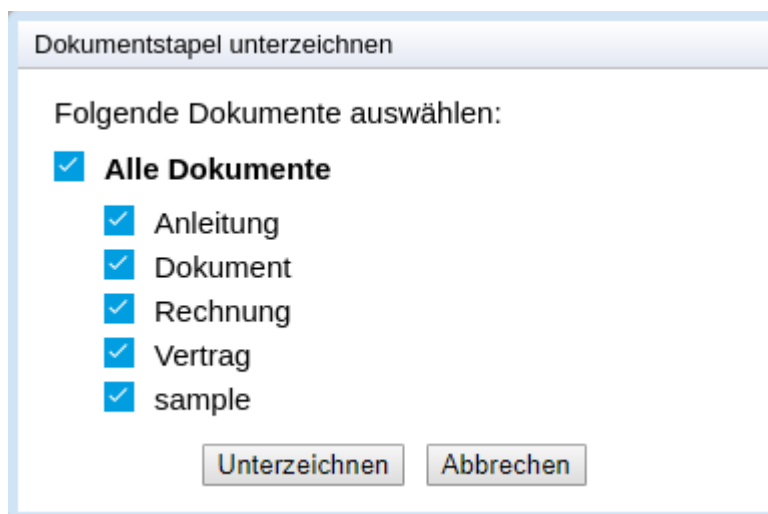 Dokumentstapel unterzeichnen
Folgende Dokumente auswählen:
Alle Dokumente
Anleitung
Dokument
Rechnung
Vertrag
sample
Unterzeichnen Abbrechen